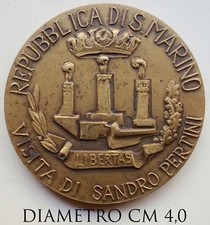 REPUBBLICA DI S. MARINO
LIBERTAS
VISITA DI SANDRO PERTINI
DIAMETRO CM 4,0